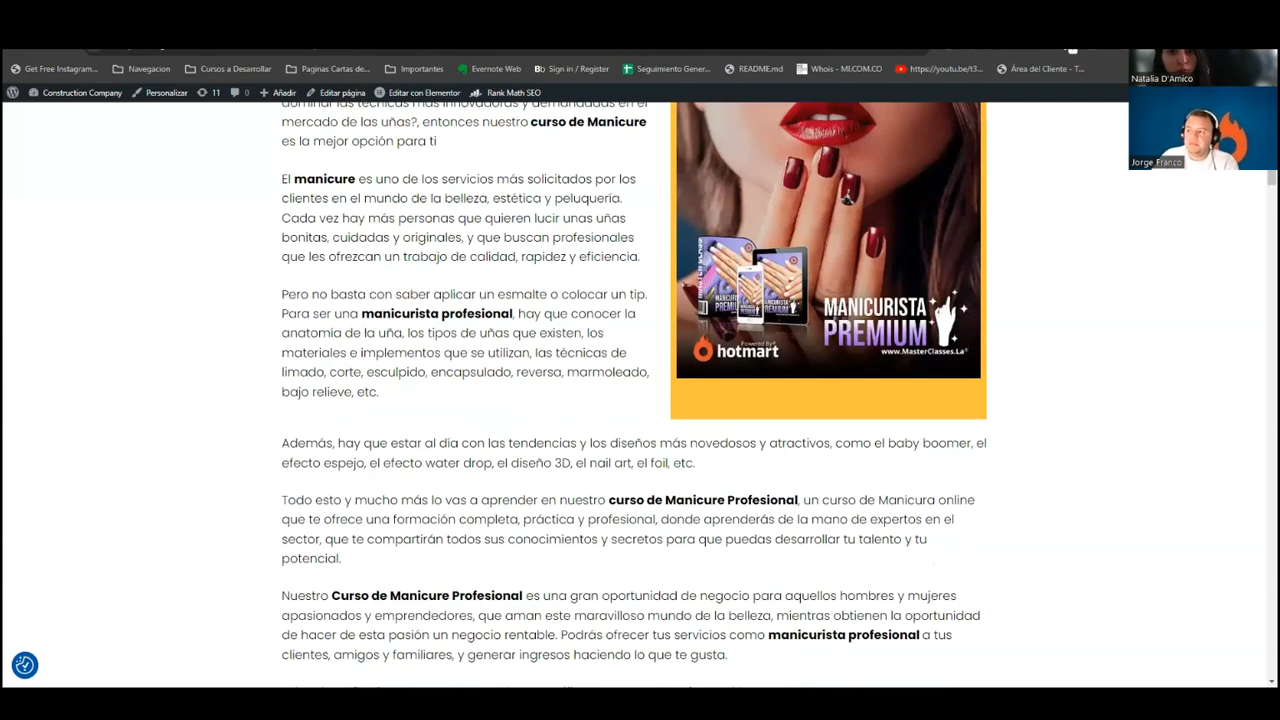 Get Free Instagram...
Navegacion
Cursos a Desarrollar
Paginas Cartas de...
Importantes
Evernote Web
Sign in / Register
Seguimiento Gener...
README.md
Whois - MI.COM.CO
https://youtu.be/t3...
Área del Cliente - T...
Natalia D'Amico
Construction Company
Personalizar
11
0
Añadir
Editar página
Editar con Elementor
Rank Math SEO
Jorge Franco
dominar las técnicas más innovadoras y demandadas en el
mercado de las uñas?, entonces nuestro curso de Manicure
es la mejor opción para ti
El manicure es uno de los servicios más solicitados por los
clientes en el mundo de la belleza, estética y peluquería.
Cada vez hay más personas que quieren lucir unas uñas
bonitas, cuidadas y originales, y que buscan profesionales
que les ofrezcan un trabajo de calidad, rapidez y eficiencia.
Pero no basta con saber aplicar un esmalte o colocar un tip.
Para ser una manicurista profesional, hay que conocer la
anatomía de la uña, los tipos de uñas que existen, los
materiales e implementos que se utilizan, las técnicas de
limado, corte, esculpido, encapsulado, reversa, marmoleado,
bajo relieve, etc.
MANICURISTA
PREMIUM
Powered By
hotmart
www.MasterClasses.La
Además, hay que estar al día con las tendencias y los diseños más novedosos y atractivos, como el baby boomer, el
efecto espejo, el efecto water drop, el diseño 3D, el nail art, el foil, etc.
Todo esto y mucho más lo vas a aprender en nuestro curso de Manicure Profesional, un curso de Manicura online
que te ofrece una formación completa, práctica y profesional, donde aprenderás de la mano de expertos en el
sector, que te compartirán todos sus conocimientos y secretos para que puedas desarrollar tu talento y tu
potencial.
Nuestro Curso de Manicure Profesional es una gran oportunidad de negocio para aquellos hombres y mujeres
apasionados y emprendedores, que aman este maravilloso mundo de la belleza, mientras obtienen la oportunidad
de hacer de esta pasión un negocio rentable. Podrás ofrecer tus servicios como manicurista profesional a tus
clientes, amigos y familiares, y generar ingresos haciendo lo que te gusta.